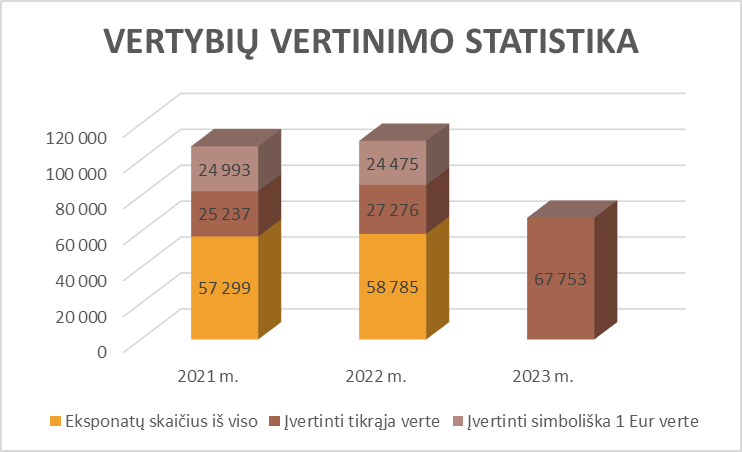 VERTYBIŲ VERTINIMO STATISTIKA
120 000
100 000
80 000
60 000
40 000
20 000
0
24 993
25 237
57 299
24 475
27 276
58 785
67 753
2021 m.
2022 m.
2023 m.
Eksponatų skaičius iš viso
Įvertinti tikrąja verte
Įvertinti simboliška 1 Eur verte